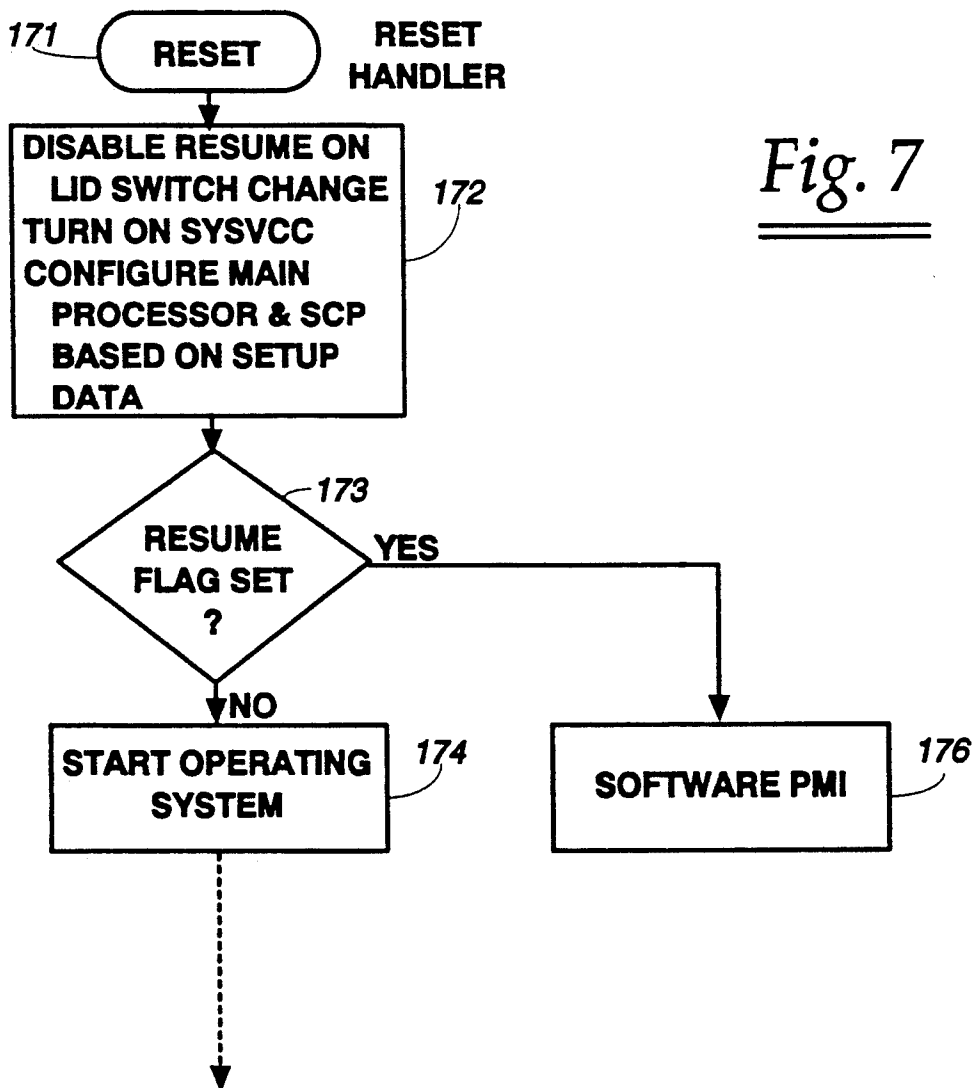 171
RESET
RESET
HANDLER
DISABLE RESUME ON
LID SWITCH CHANGE
TURN ON SYSVCC
CONFIGURE MAIN
PROCESSOR & SCP
BASED ON SETUP
DATA
172
Fig. 7
173
RESUME
FLAG SET
?
YES
NO
START OPERATING
SYSTEM
174
SOFTWARE PMI
176